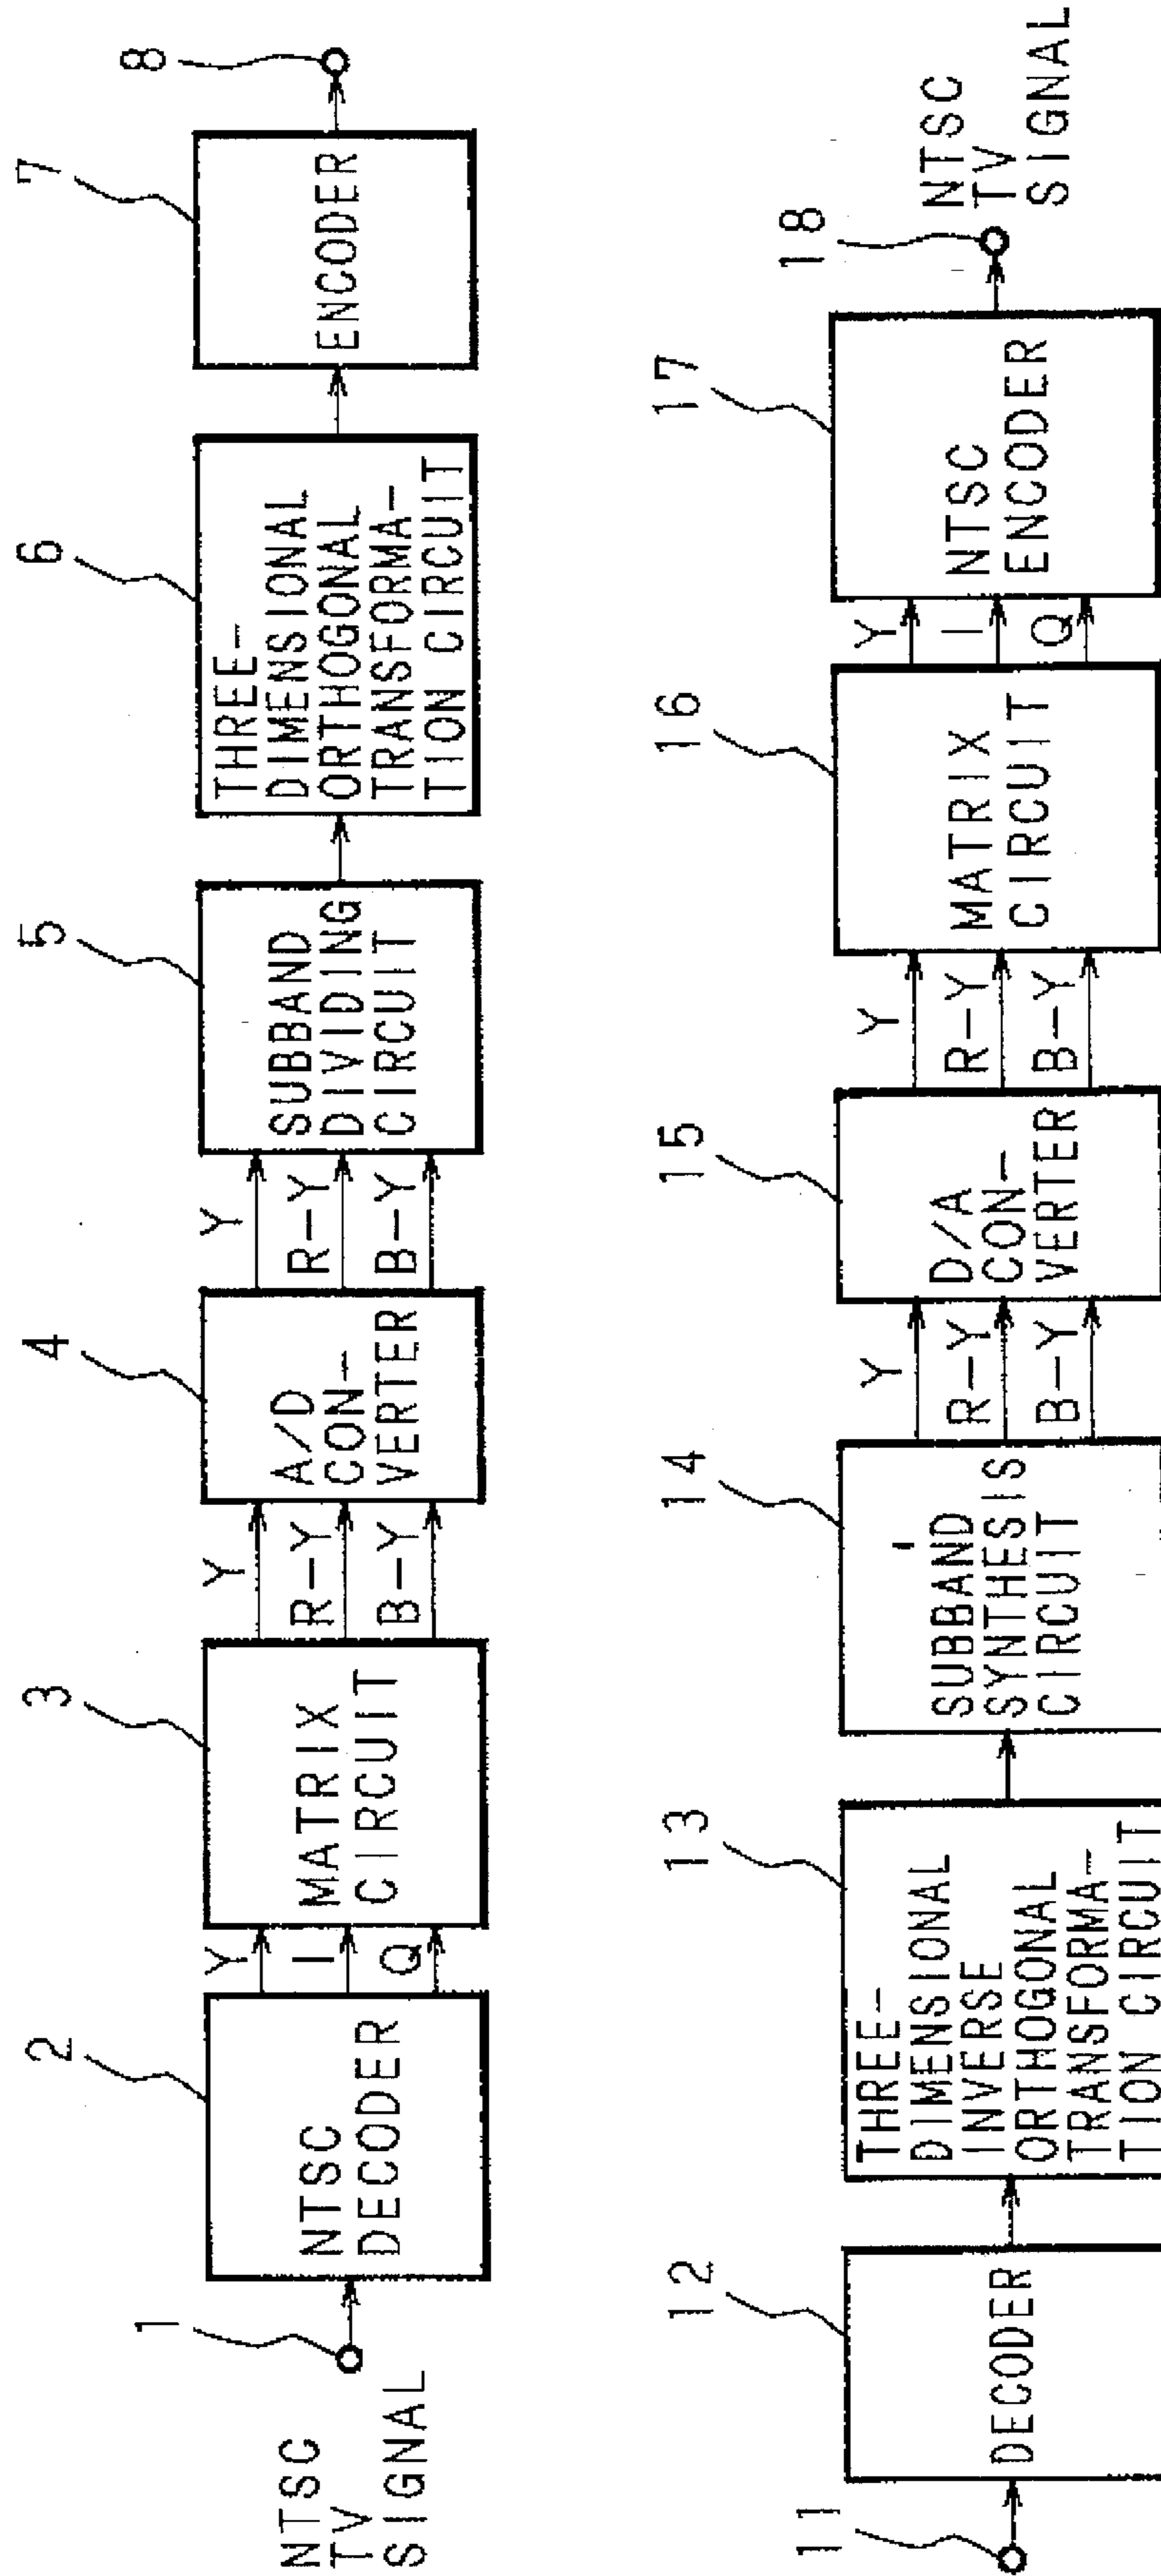 NTSC
TV
SIGNAL
1
2
NTSC
DECODER
Y
I
Q
3
MATRIX
CIRCUIT
Y
R-Y
B-Y
4
A/D
CON-
VERTER
Y
R-Y
B-Y
5
SUBBAND
DIVIDING
CIRCUIT
6
THREE-
DIMENSIONAL
ORTHOGONAL
TRANSFORMA-
TION CIRCUIT
7
ENCODER
8
11
12
DECODER
13
THREE-
DIMENSIONAL
INVERSE
ORTHOGONAL
TRANSFORMA-
TION CIRCUIT
14
SUBBAND
SYNTHESIS
CIRCUIT
Y
R-Y
B-Y
15
D/A
CON-
VERTER
Y
R-Y
B-Y
16
MATRIX
CIRCUIT
Y
I
Q
17
NTSC
ENCODER
18
NTSC
TV
SIGNAL